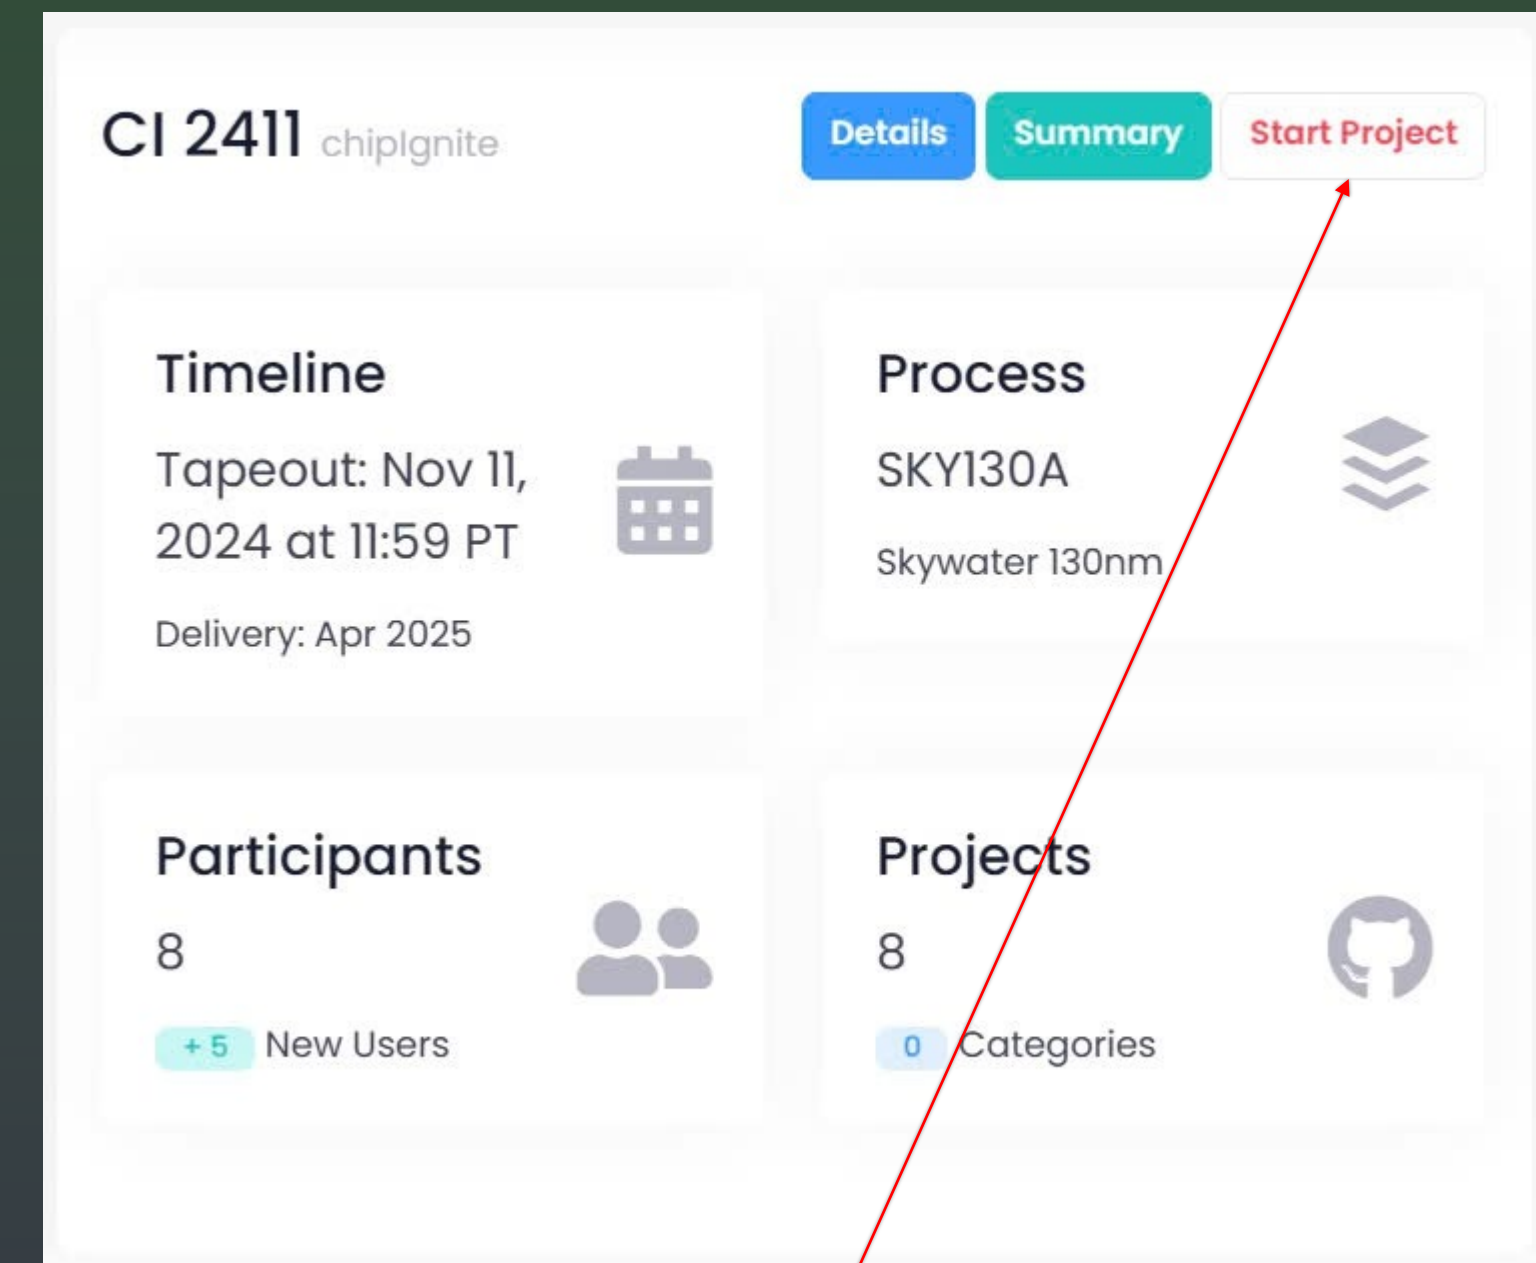 CI 2411 chipIgnite
Details Summary Start Project
Timeline
Tapeout: Nov 11,
2024 at 11:59 PT
Delivery: Apr 2025
Process
SKY130A
Skywater 130nm
Participants
8
+ 5 New Users
Projects
8
0 Categories